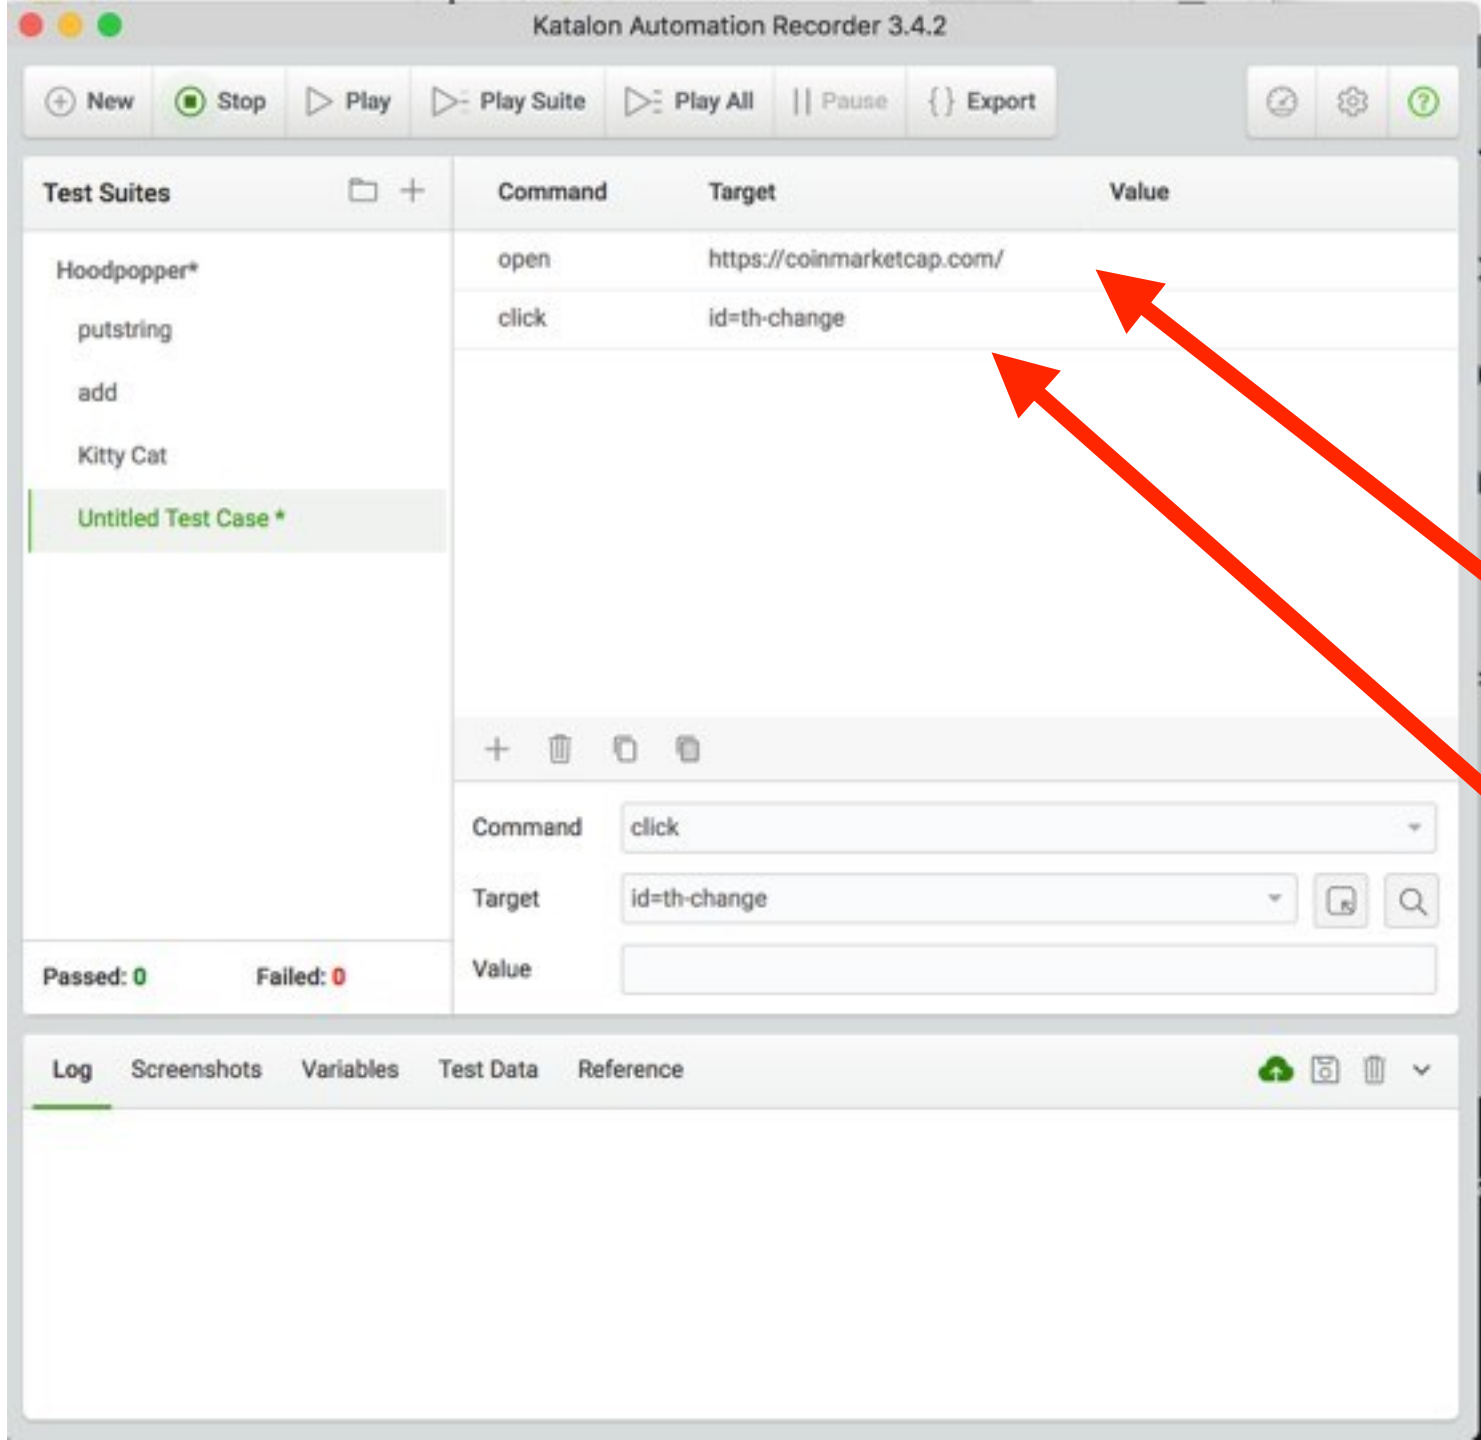 Katalon Automation Recorder 3.4.2
New Stop Play Play Suite Play All Pause { } Export
Test Suites
Command Target Value
Hoodpopper*
putstring
add
Kitty Cat
Untitled Test Case *
open https://coinmarketcap.com/
click id=th-change
Command click
Target id=th-change
Value
Passed: 0 Failed: 0
Log Screenshots Variables Test Data Reference